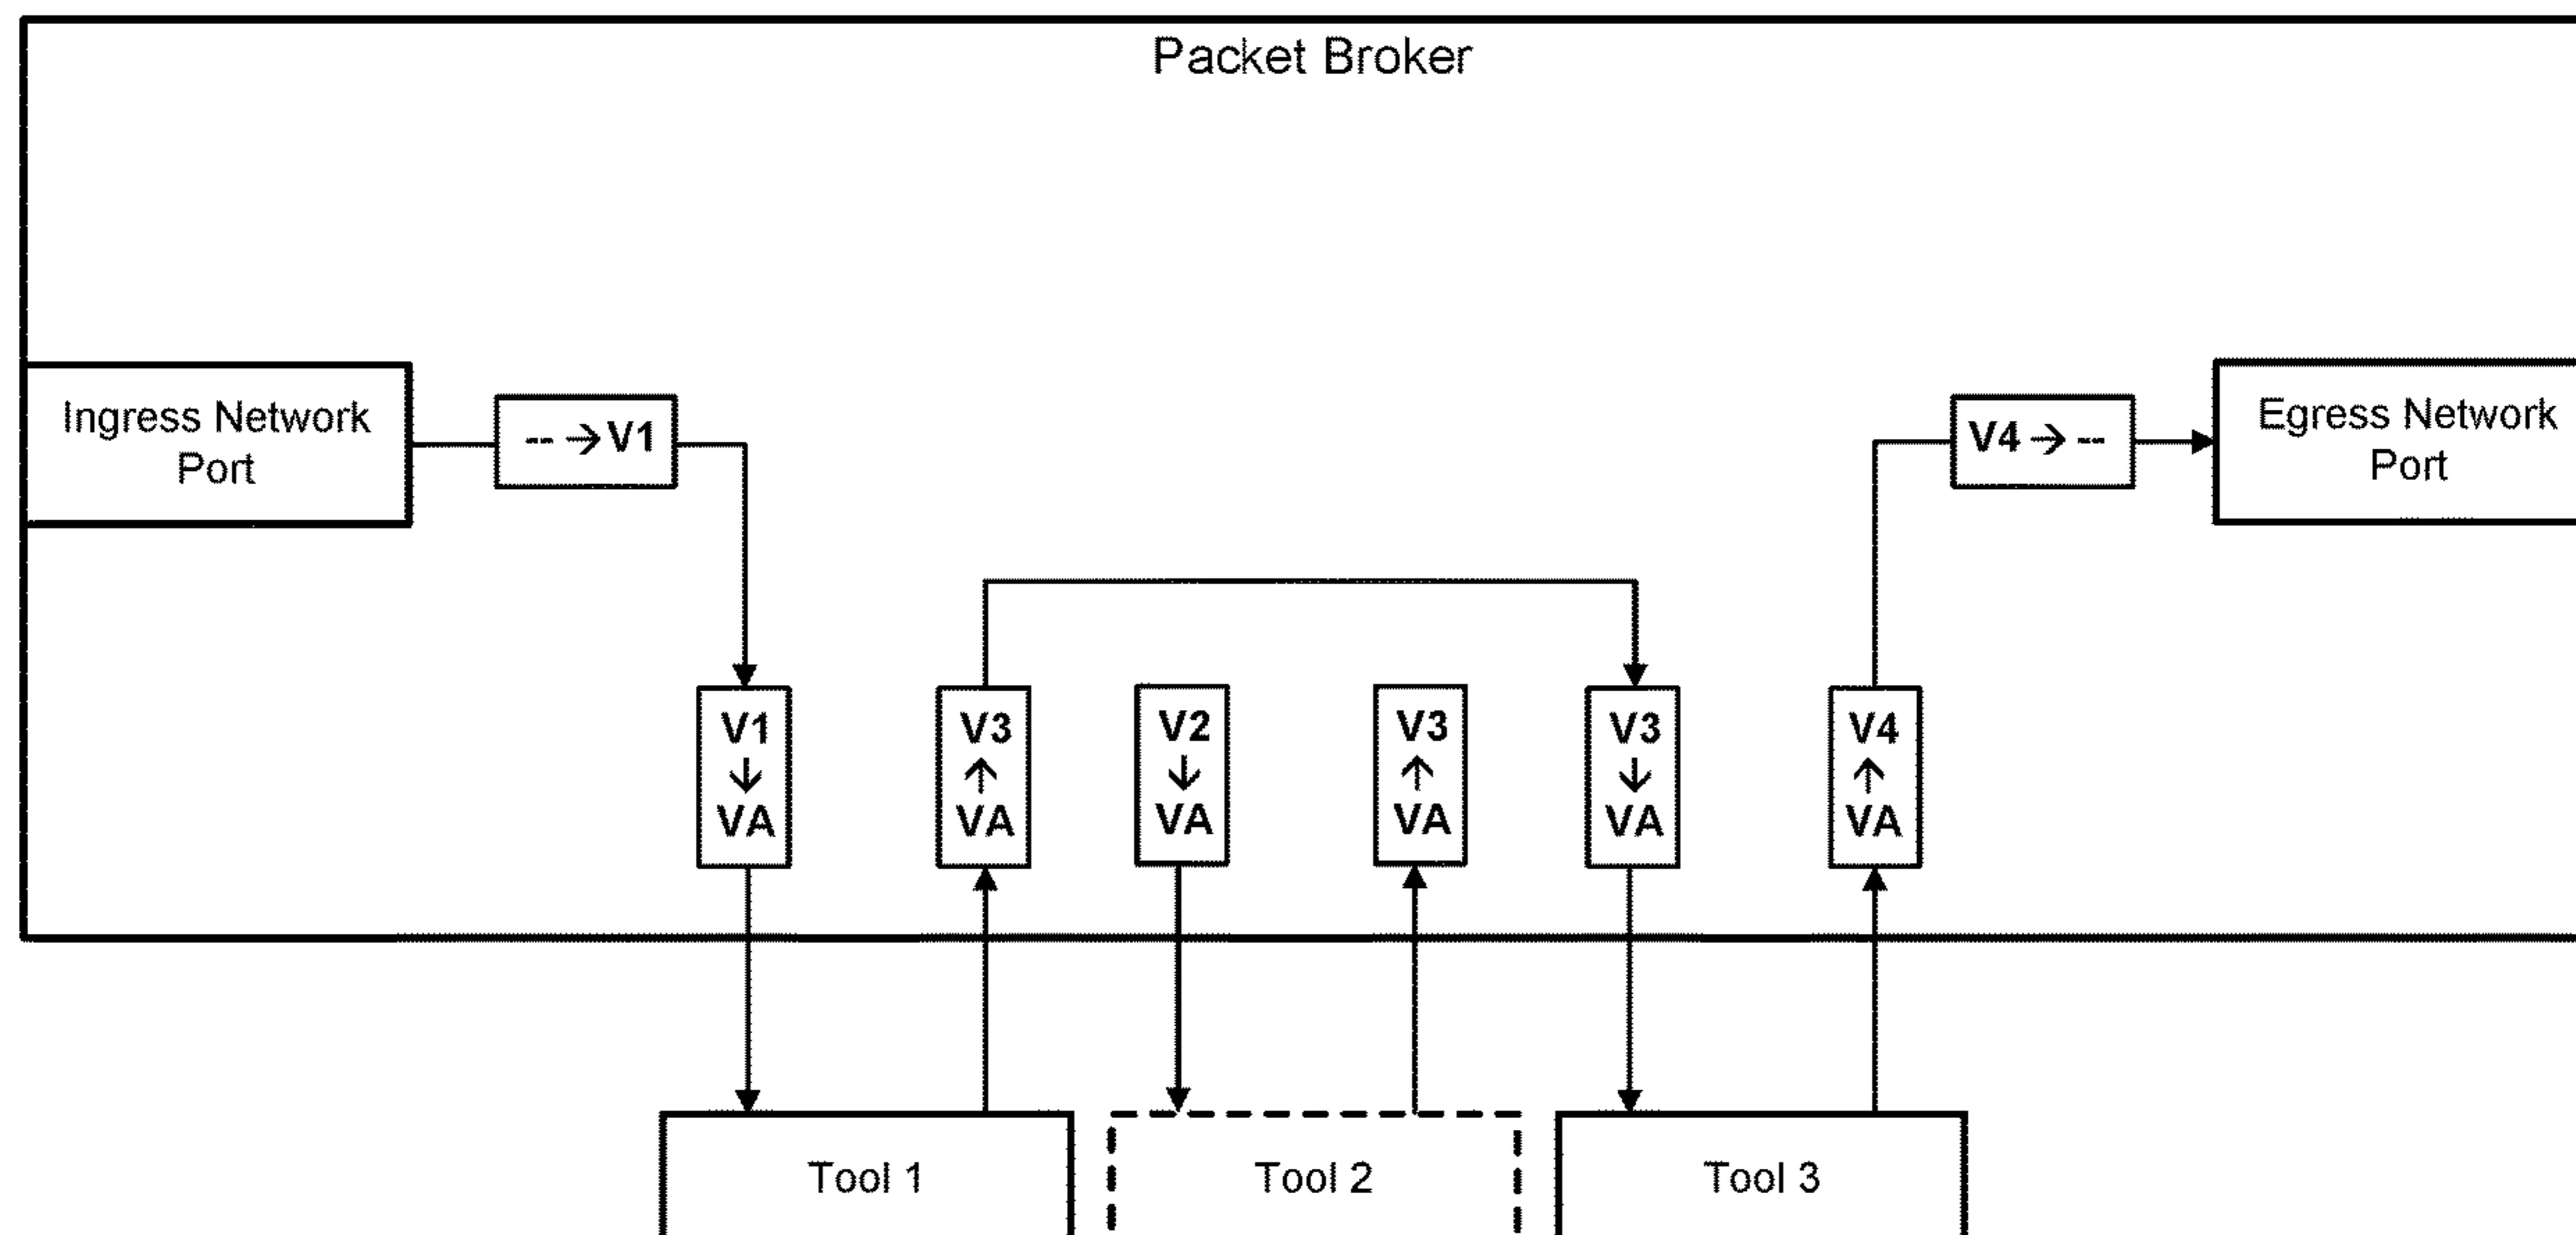 Packet Broker
Ingress Network
Port
-- → V1
V4 → --
Egress Network
Port
V1
↓
VA
V3
↑
VA
V2
↓
VA
V3
↑
VA
V3
↓
VA
V4
↑
VA
Tool 1
Tool 2
Tool 3